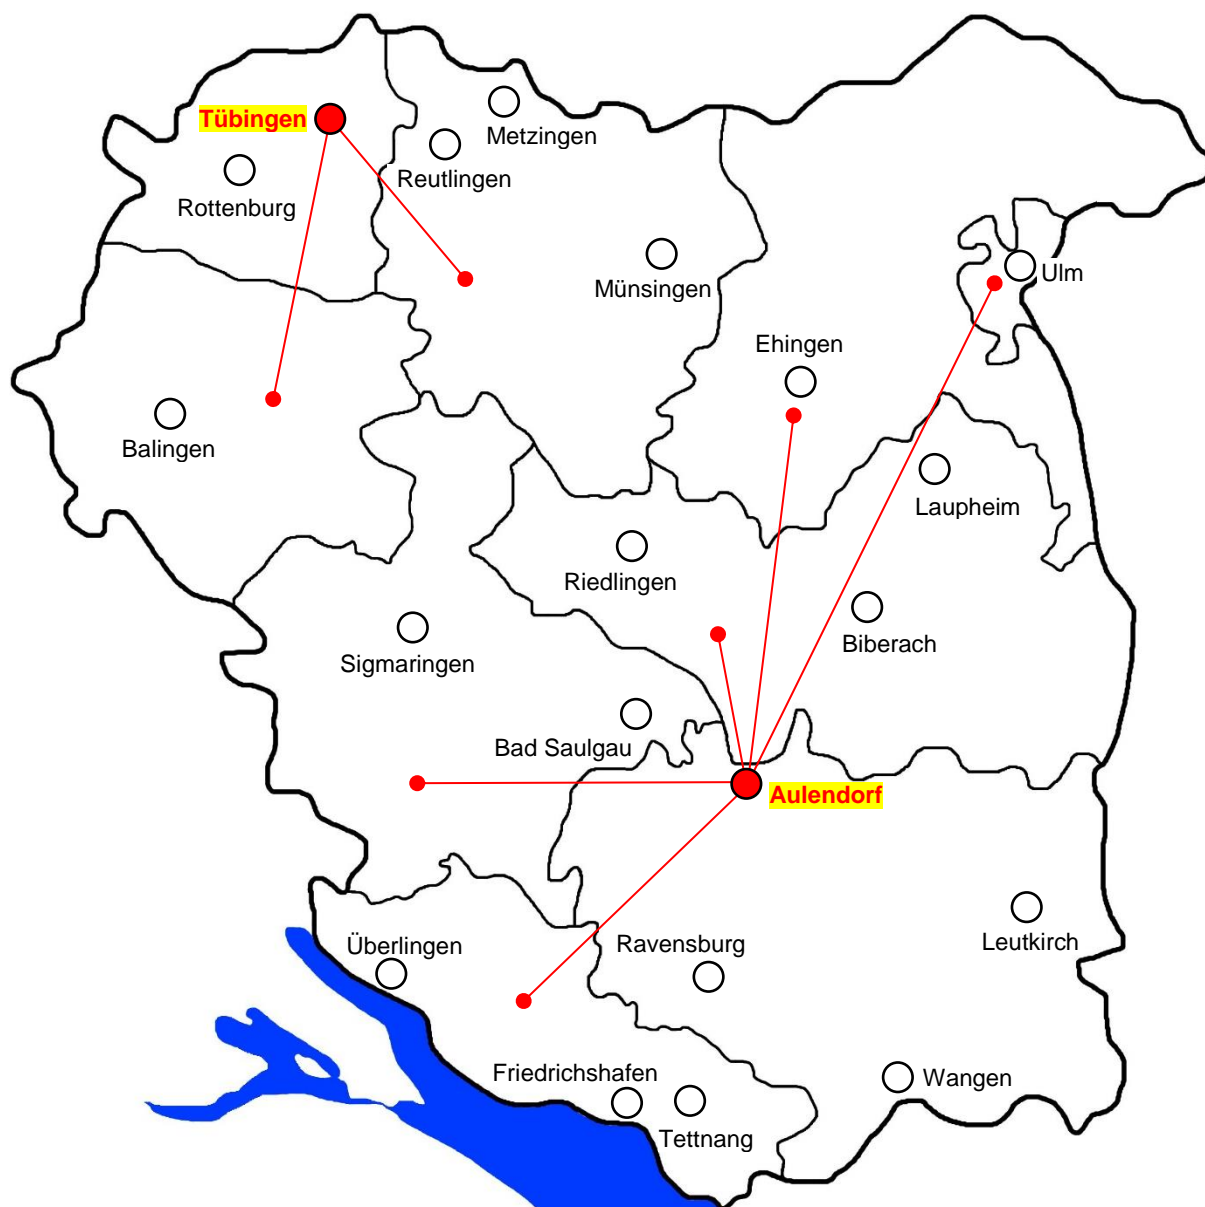 Metzingen
Tübingen
Reutlingen
Rottenburg
Ulm
Münsingen
Ehingen
Balingen
Laupheim
Riedlingen
Biberach
Sigmaringen
Bad Saulgau
Aulendorf
Überlingen
Ravensburg
Leutkirch
Friedrichshafen
Wangen
Tettnang